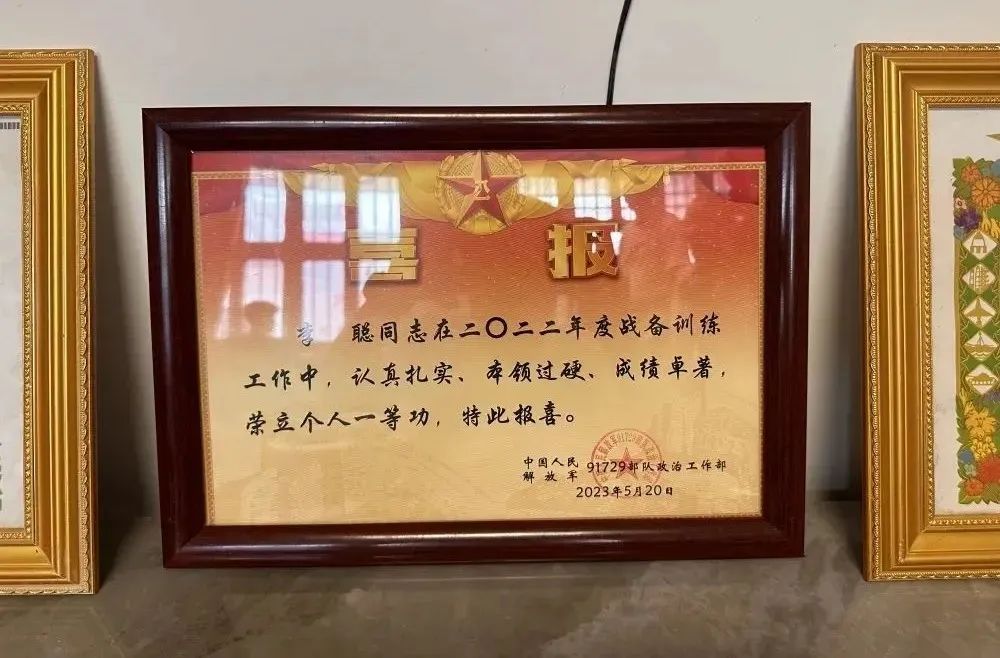 喜报
李 聪同志在二〇二二年度战备训练
工作中，认真扎实、本领过硬、成绩卓著，
荣立个人一等功，特此报喜。
中国人民解放军 91729部队政治工作部
2023年5月20日